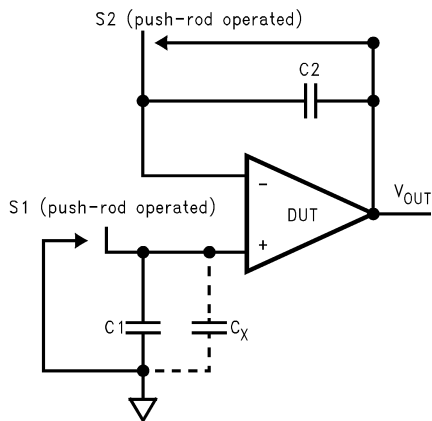 S2 (push-rod operated)
C2
−
DUT
V_OUT
S1 (push-rod operated)
+
C1
C_X